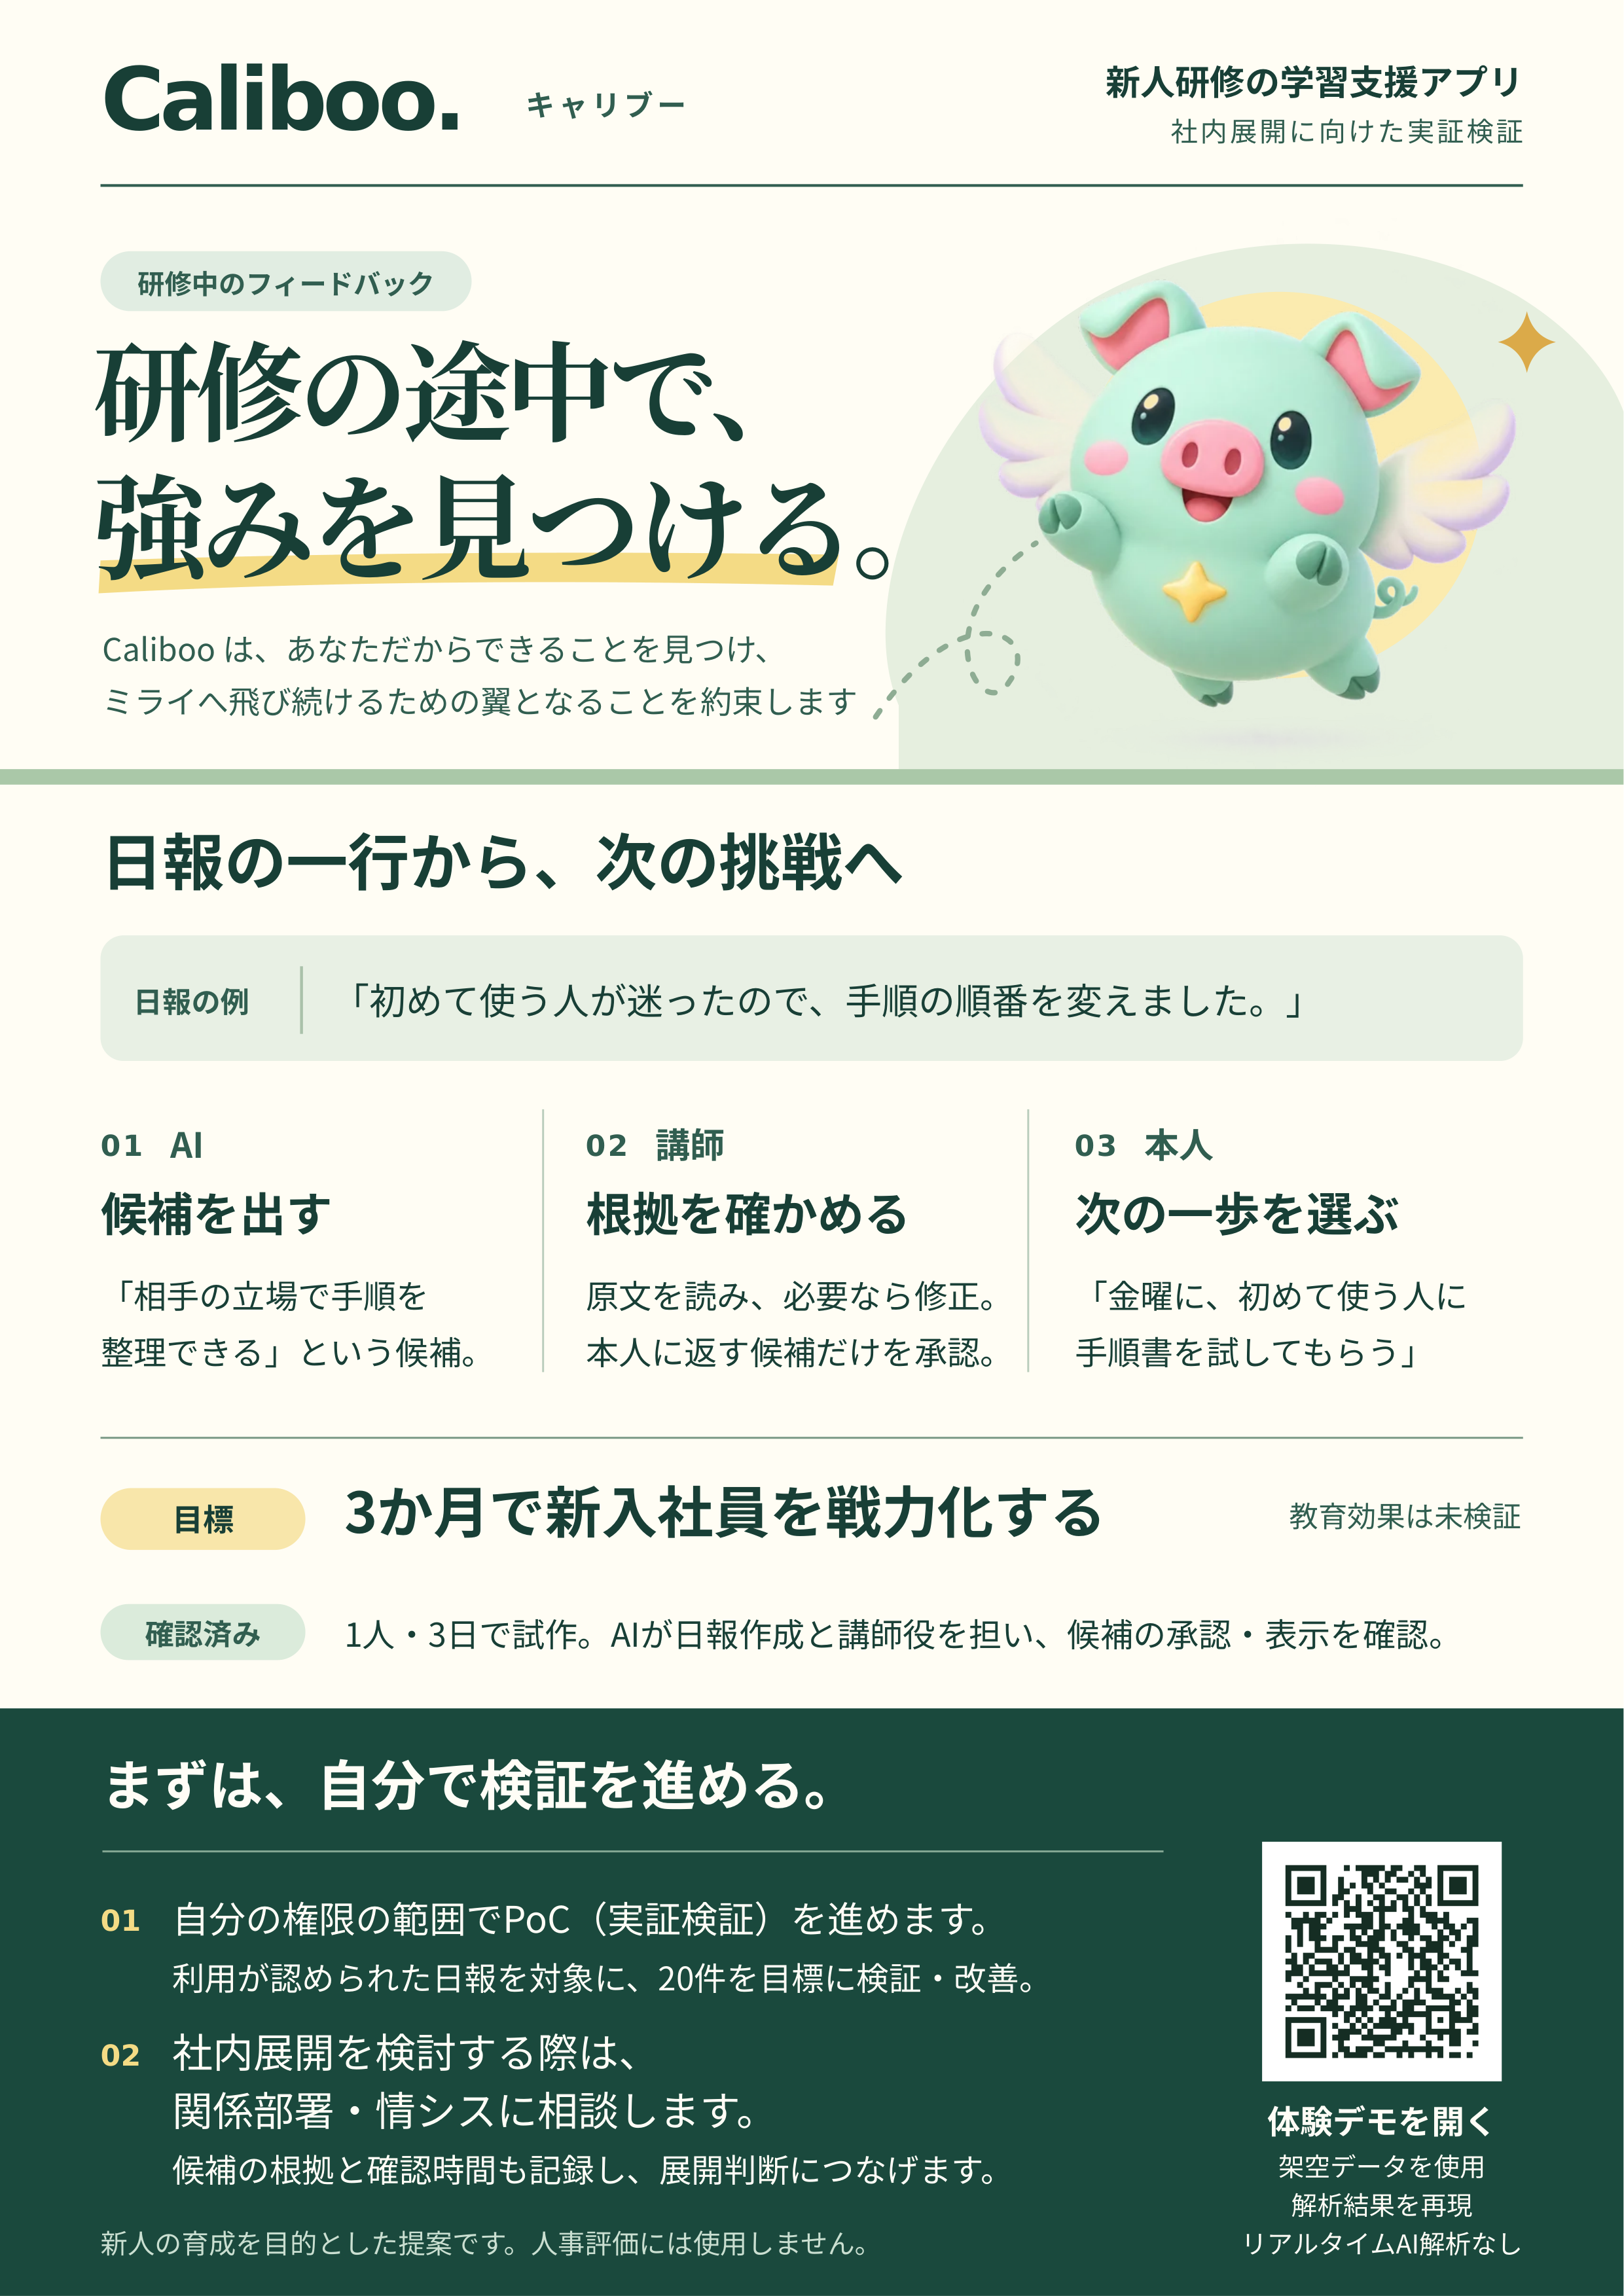 Caliboo. キャリブー
新人研修の学習支援アプリ
社内展開に向けた実証検証
研修中のフィードバック
研修の途中で、
強みを見つける。
Caliboo は、あなただからできることを見つけ、
ミライへ飛び続けるための翼となることを約束します
日報の一行から、次の挑戦へ
日報の例
「初めて使う人が迷ったので、手順の順番を変えました。」
01 AI
候補を出す
「相手の立場で手順を
整理できる」という候補。
02 講師
根拠を確かめる
原文を読み、必要なら修正。
本人に返す候補だけを承認。
03 本人
次の一歩を選ぶ
「金曜に、初めて使う人に
手順書を試してもらう」
目標
3か月で新入社員を戦力化する
教育効果は未検証
確認済み
1人・3日で試作。AIが日報作成と講師役を担い、候補の承認・表示を確認。
まずは、自分で検証を進める。
01 自分の権限の範囲でPoC（実証検証）を進めます。
利用が認められた日報を対象に、20件を目標に検証・改善。
02 社内展開を検討する際は、
関係部署・情シスに相談します。
候補の根拠と確認時間も記録し、展開判断につなげます。
新人の育成を目的とした提案です。人事評価には使用しません。
体験デモを開く
架空データを使用
解析結果を再現
リアルタイムAI解析なし